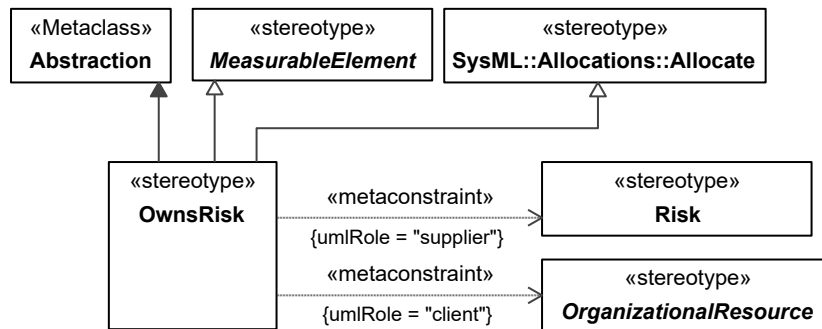 «Metaclass»
Abstraction
«stereotype»
MeasurableElement
«stereotype»
SysML::Allocations::Allocate
«stereotype»
OwnsRisk
«metaconstraint»
{umlRole = "supplier"}
«stereotype»
Risk
«metaconstraint»
{umlRole = "client"}
«stereotype»
OrganizationalResource